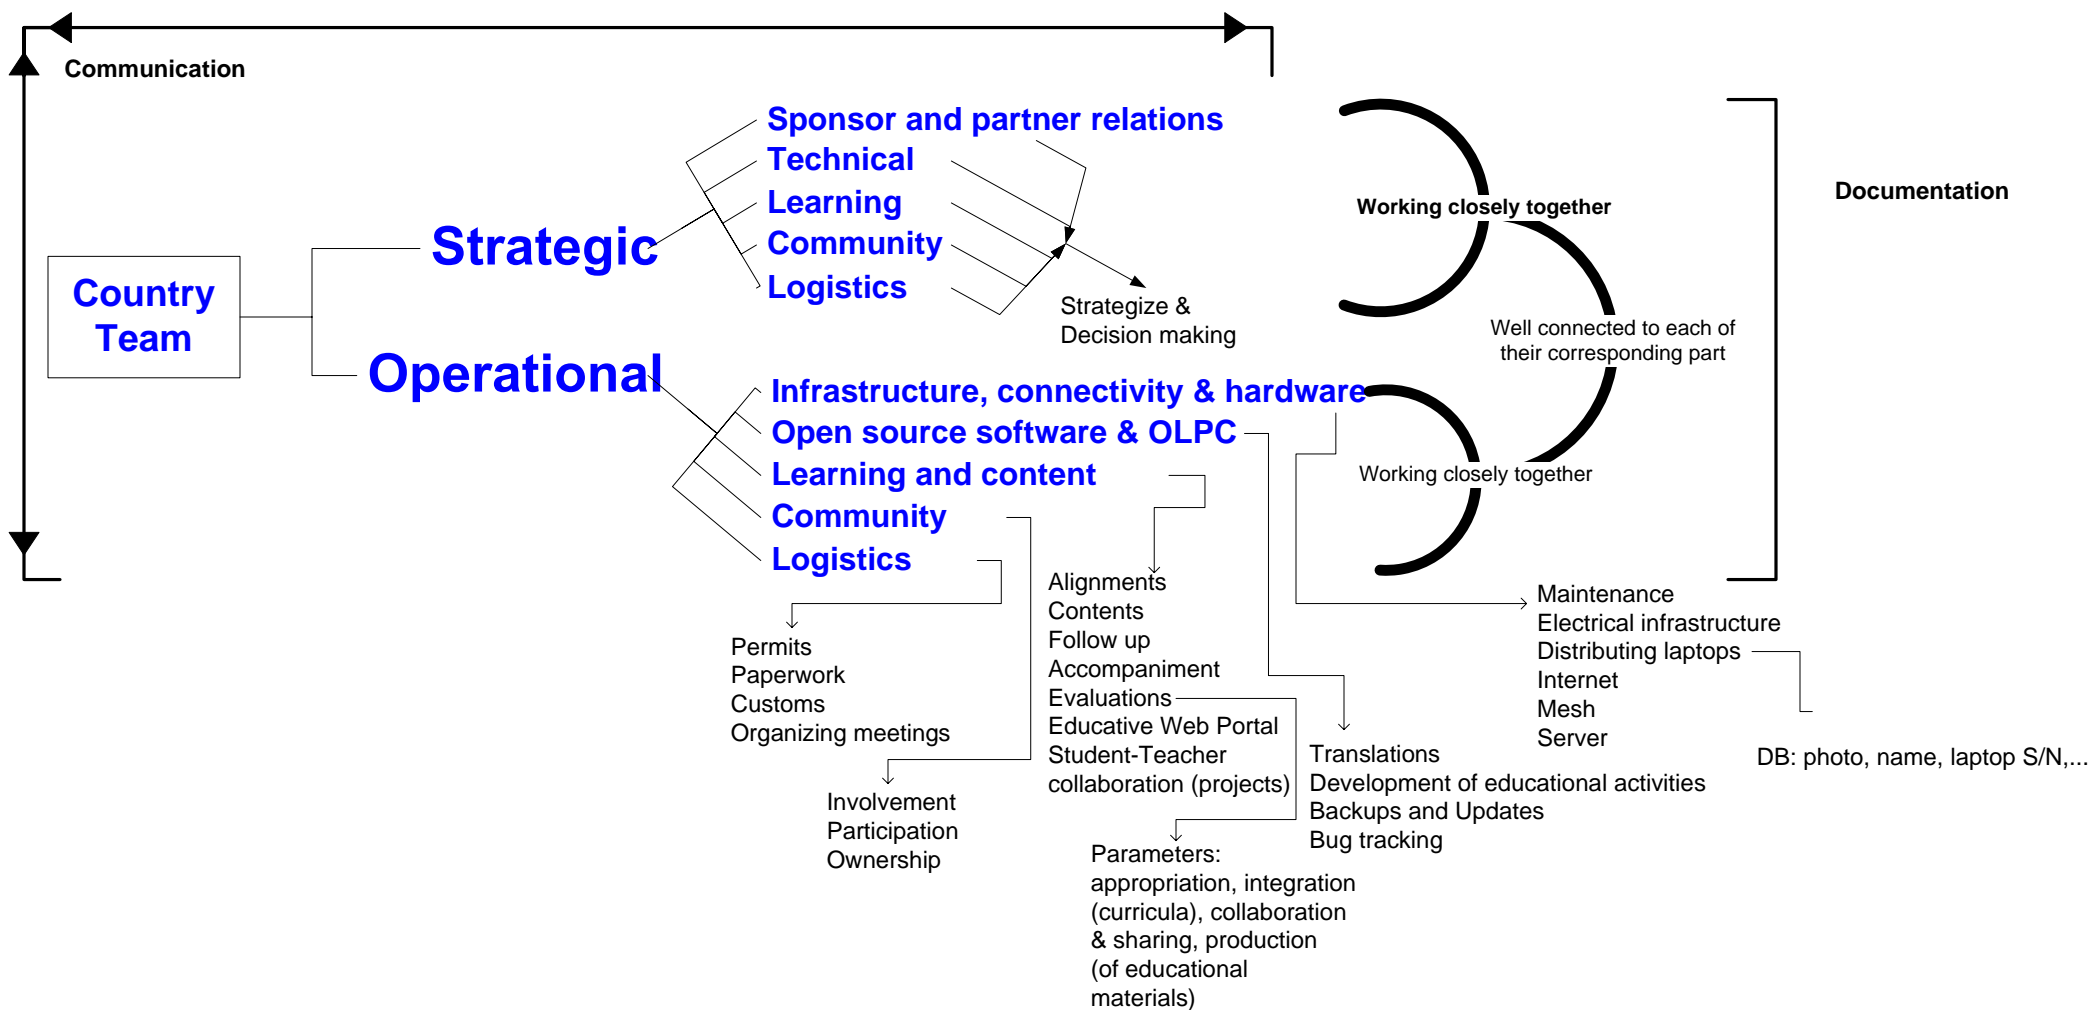 Communication
Sponsor and partner relations
Technical
Learning
Community
Logistics
Strategic
Country
Team
Operational
Strategize &
Decision making
Infrastructure, connectivity & hardware
Open source software & OLPC
Learning and content
Community
Logistics
Working closely together
Well connected to each of
their corresponding part
Working closely together
Documentation
Permits
Paperwork
Customs
Organizing meetings
Involvement
Participation
Ownership
Alignments
Contents
Follow up
Accompaniment
Evaluations
Educative Web Portal
Student-Teacher
collaboration (projects)
Parameters:
appropriation, integration
(curricula), collaboration
& sharing, production
(of educational
materials)
Translations
Development of educational activities
Backups and Updates
Bug tracking
Maintenance
Electrical infrastructure
Distributing laptops
Internet
Mesh
Server
DB: photo, name, laptop S/N,...